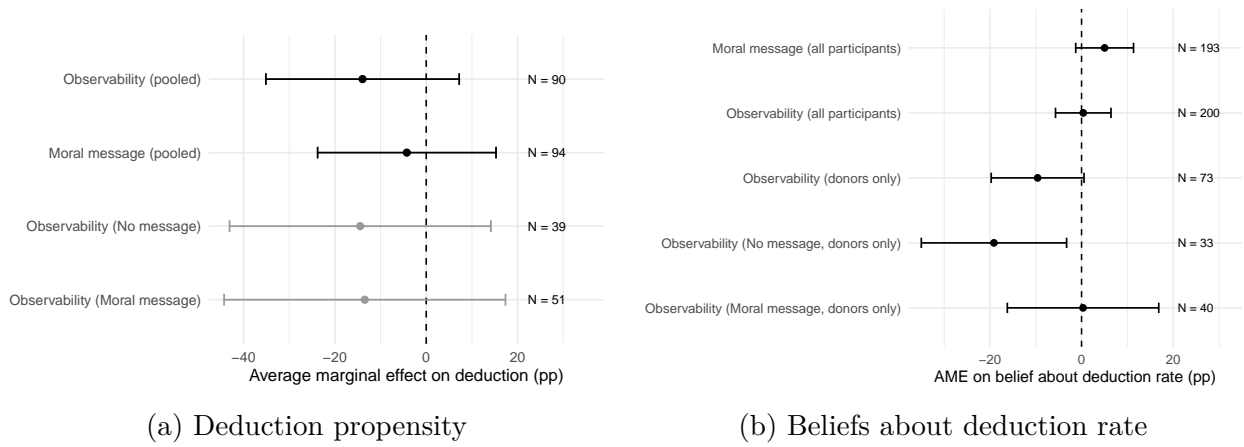 Observability (pooled)
N = 90
Moral message (pooled)
N = 94
Observability (No message)
N = 39
Observability (Moral message)
N = 51
−40
−20
0
20
Average marginal effect on deduction (pp)
(a) Deduction propensity
Moral message (all participants)
N = 193
Observability (all participants)
N = 200
Observability (donors only)
N = 73
Observability (No message, donors only)
N = 33
Observability (Moral message, donors only)
N = 40
−20
0
20
AME on belief about deduction rate (pp)
(b) Beliefs about deduction rate